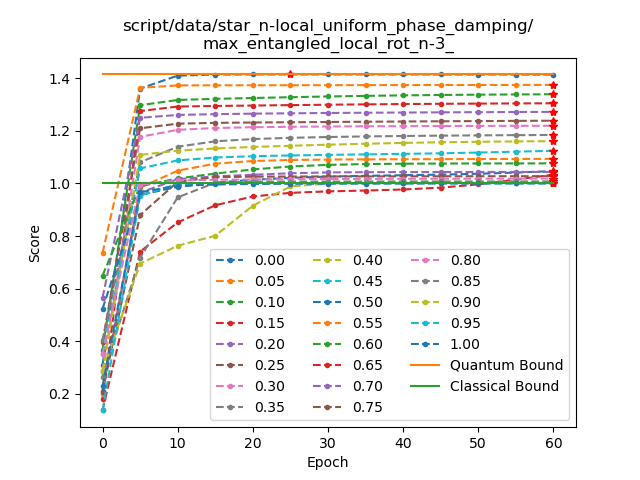 script/data/star_n-local_uniform_phase_damping/
max_entangled_local_rot_n-3_
Score
1.4
1.2
1.0
0.8
0.6
0.4
0.2
0.00 0.40 0.80
0.05 0.45 0.85
0.10 0.50 0.90
0.15 0.55 0.95
0.20 0.60 1.00
0.25 0.65 Quantum Bound
0.30 0.70 Classical Bound
0.35 0.75
0 10 20 30 40 50 60
Epoch